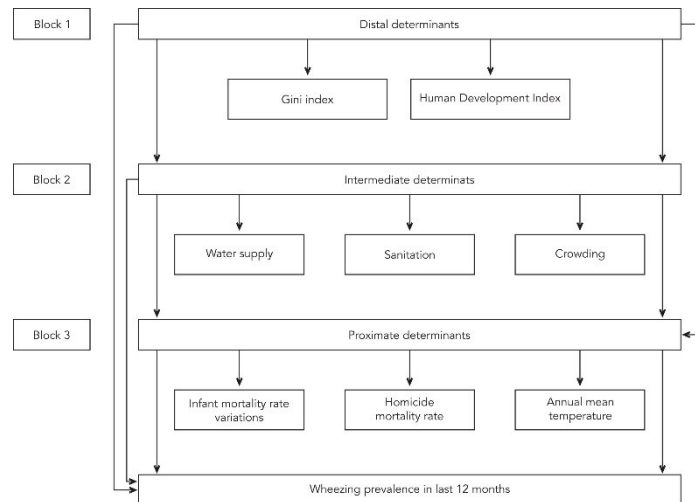 Block 1
Distal determinants
Gini index
Human Development Index
Block 2
Intermediate determinats
Water supply
Sanitation
Crowding
Block 3
Proximate determinants
Infant mortality rate
variations
Homicide
mortality rate
Annual mean
temperature
Wheezing prevalence in last 12 months